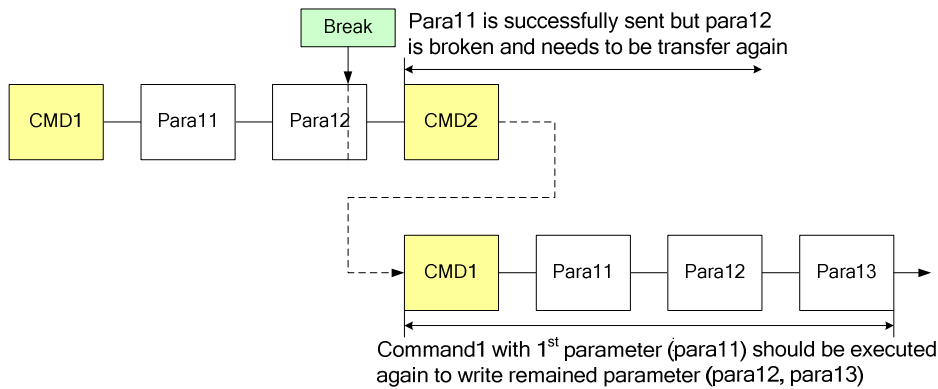 Break
Para11 is successfully sent but para12
is broken and needs to be transfer again
CMD1
Para11
Para12
CMD2
CMD1
Para11
Para12
Para13
Command1 with 1st parameter (para11) should be executed
again to write remained parameter (para12, para13)